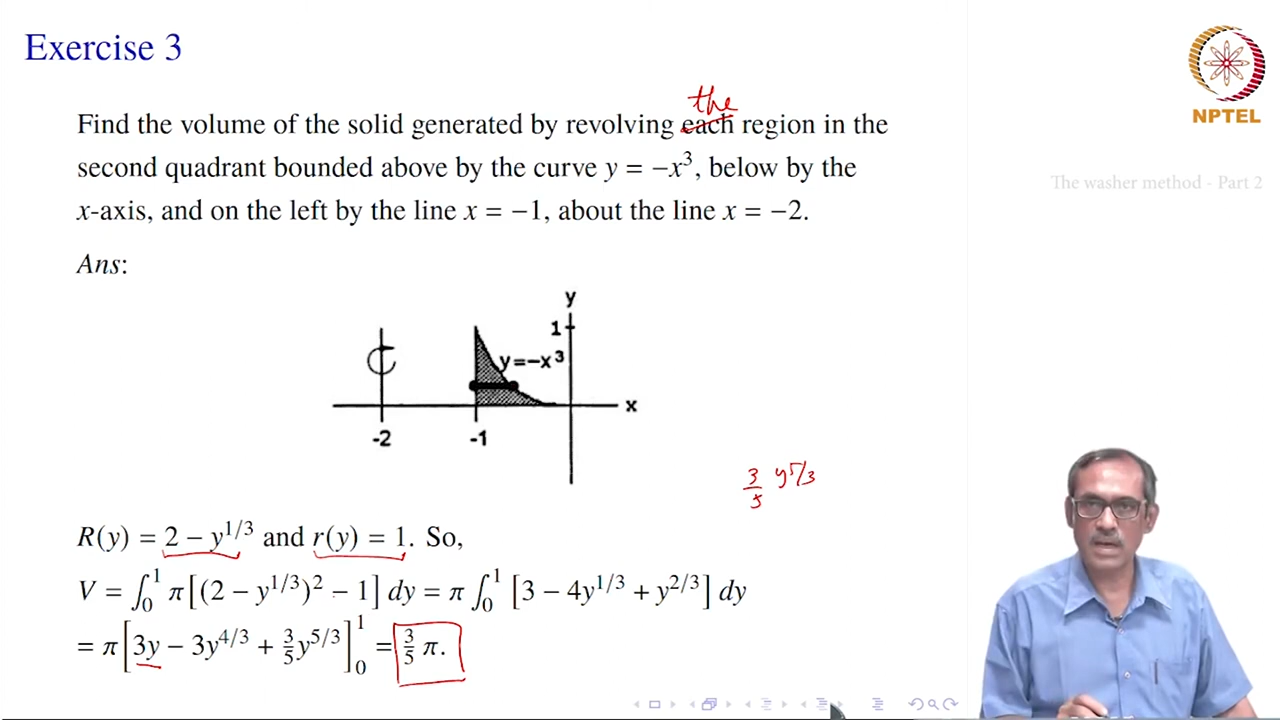 Exercise 3
NPTEL
the
Find the volume of the solid generated by revolving each region in the
second quadrant bounded above by the curve y = −x³, below by the
x-axis, and on the left by the line x = −1, about the line x = −2.
The washer method - Part 2
Ans:
y
1
y=-x³
x
-2
-1
3/5 y^5/3
R(y) = 2 − y^{1/3} and r(y) = 1. So,
V = ∫₀¹ π[(2 − y^{1/3})² − 1] dy = π ∫₀¹ [3 − 4y^{1/3} + y^{2/3}] dy
= π [3y − 3y^{4/3} + 3/5 y^{5/3}]₀¹ = 3/5 π.